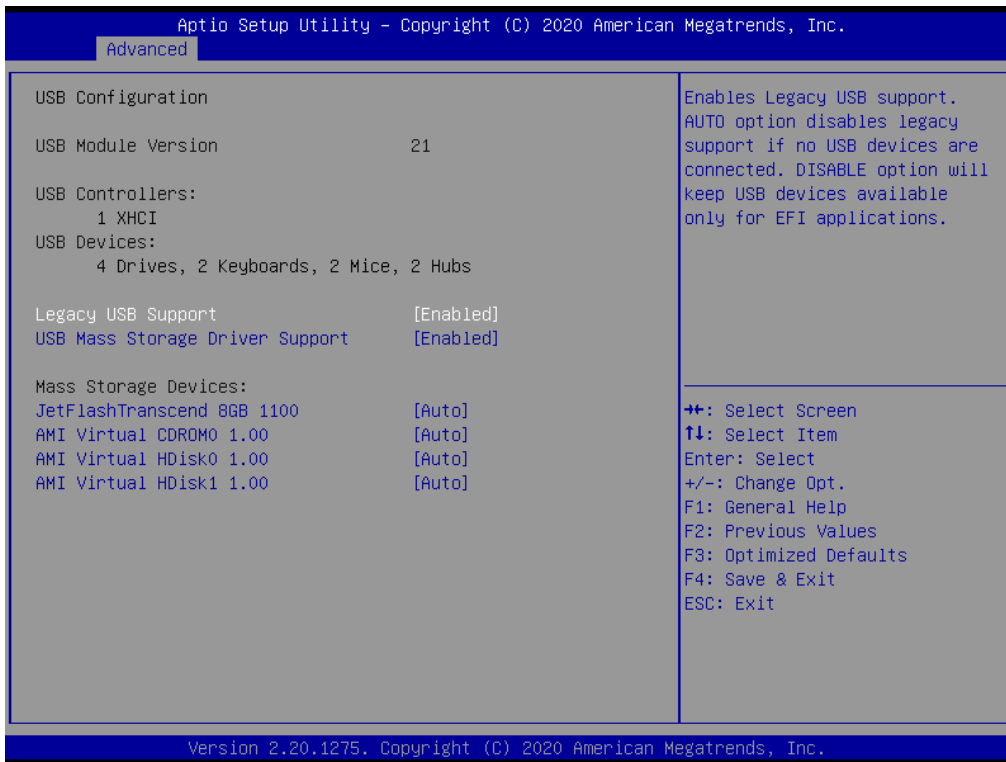 Aptio Setup Utility – Copyright (C) 2020 American Megatrends, Inc.
Advanced
USB Configuration
USB Module Version 21
USB Controllers:
1 XHCI
USB Devices:
4 Drives, 2 Keyboards, 2 Mice, 2 Hubs
Legacy USB Support [Enabled]
USB Mass Storage Driver Support [Enabled]
Mass Storage Devices:
JetFlashTranscend 8GB 1100 [Auto]
AMI Virtual CDROM0 1.00 [Auto]
AMI Virtual HDisk0 1.00 [Auto]
AMI Virtual HDisk1 1.00 [Auto]
Enables Legacy USB support.
AUTO option disables legacy
support if no USB devices are
connected. DISABLE option will
keep USB devices available
only for EFI applications.
→←: Select Screen
↑↓: Select Item
Enter: Select
+/-: Change Opt.
F1: General Help
F2: Previous Values
F3: Optimized Defaults
F4: Save & Exit
ESC: Exit
Version 2.20.1275. Copyright (C) 2020 American Megatrends, Inc.